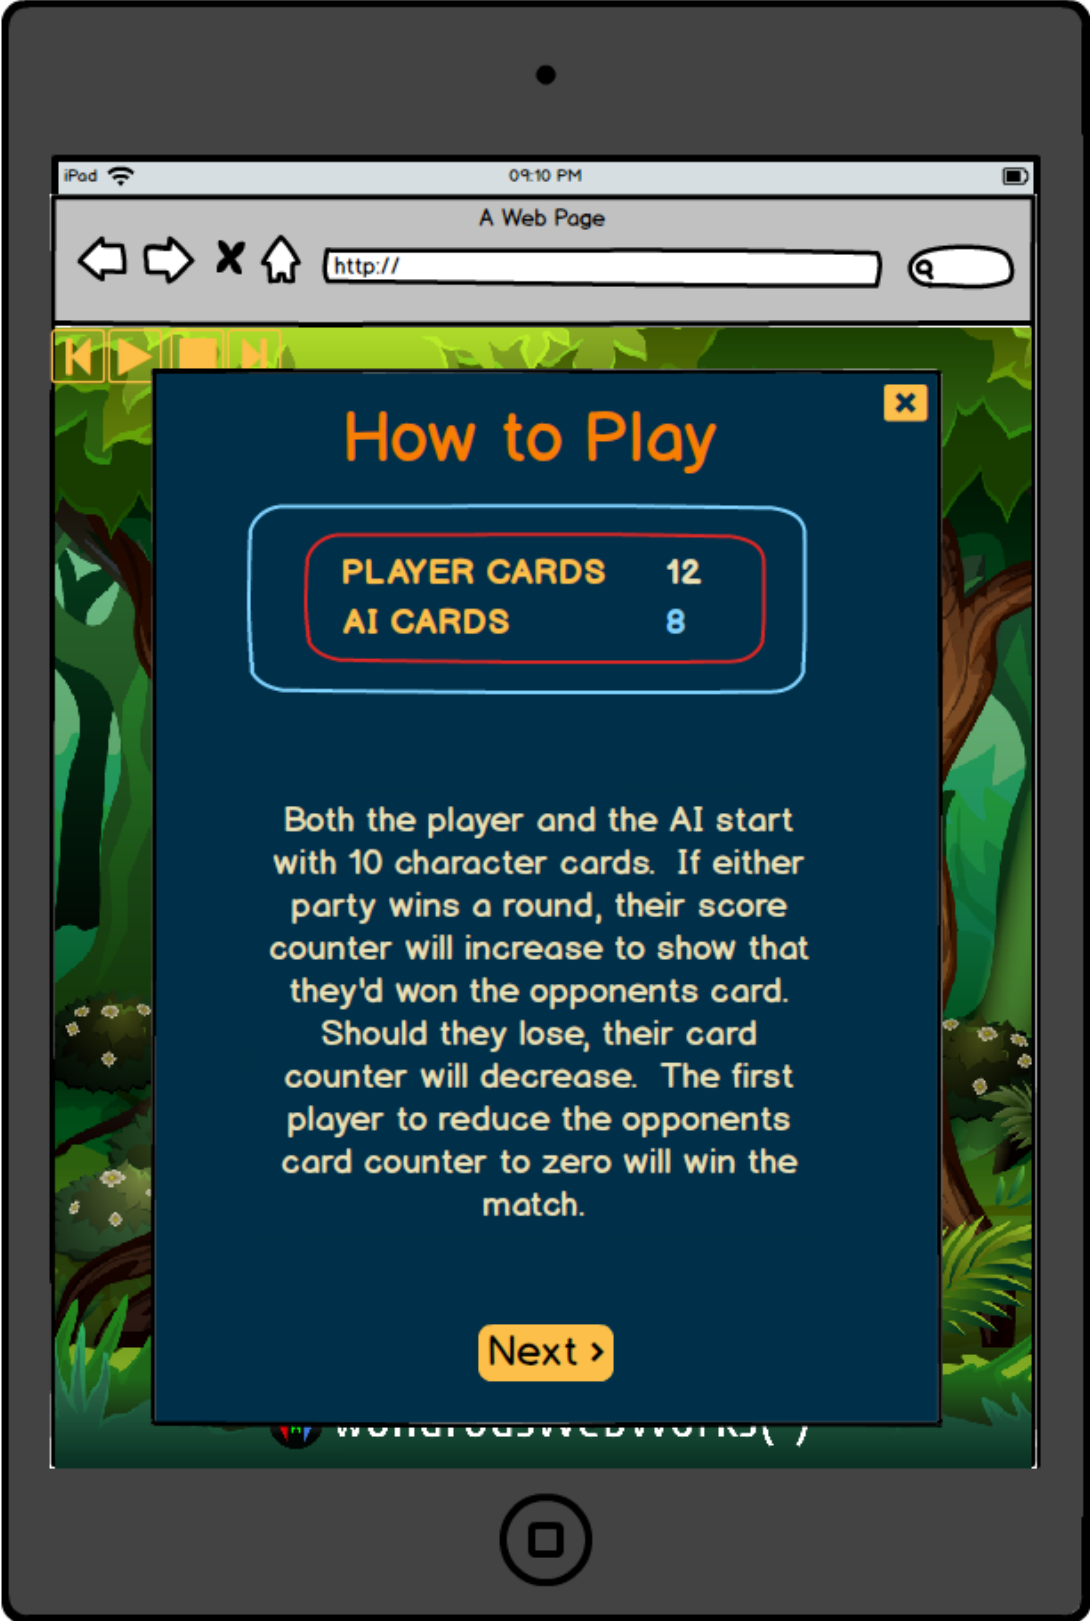 iPad
09:10 PM
A Web Page
http://
How to Play
PLAYER CARDS 12
AI CARDS 8
Both the player and the AI start
with 10 character cards. If either
party wins a round, their score
counter will increase to show that
they'd won the opponents card.
Should they lose, their card
counter will decrease. The first
player to reduce the opponents
card counter to zero will win the
match.
Next >